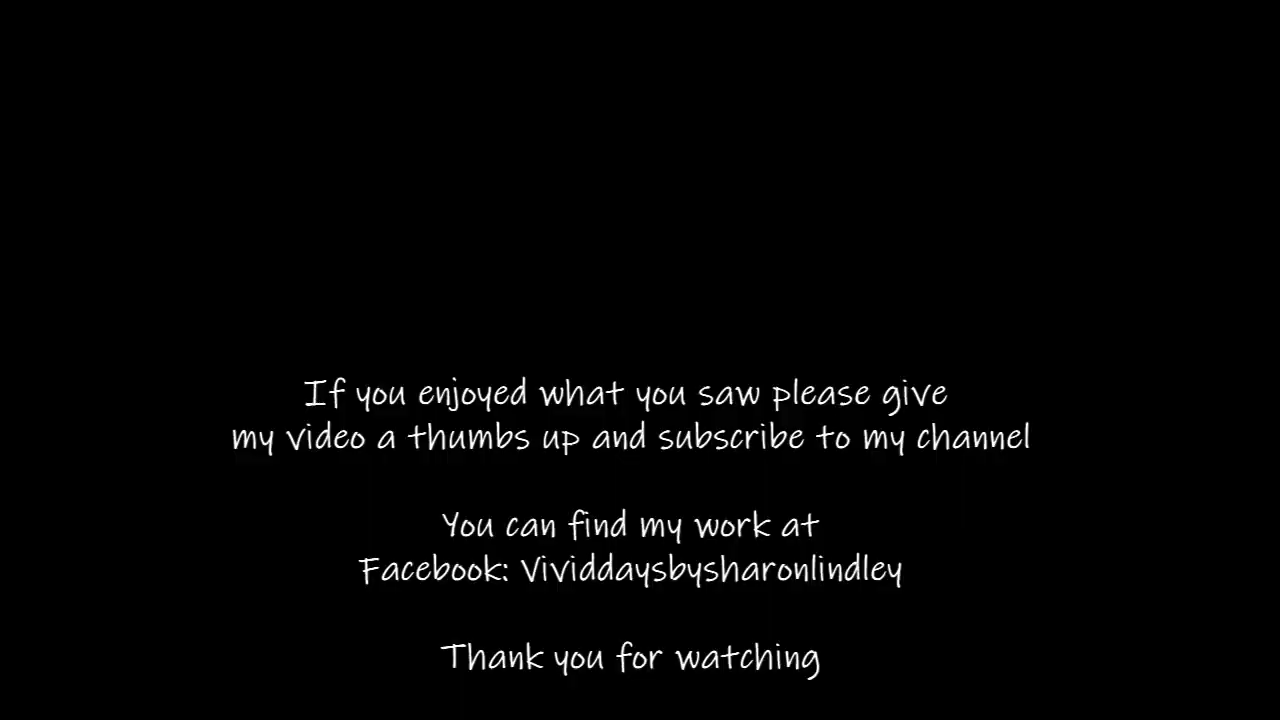 If you enjoyed what you saw please give
my video a thumbs up and subscribe to my channel
You can find my work at
Facebook: Vividdaysbysharonlindley
Thank you for watching